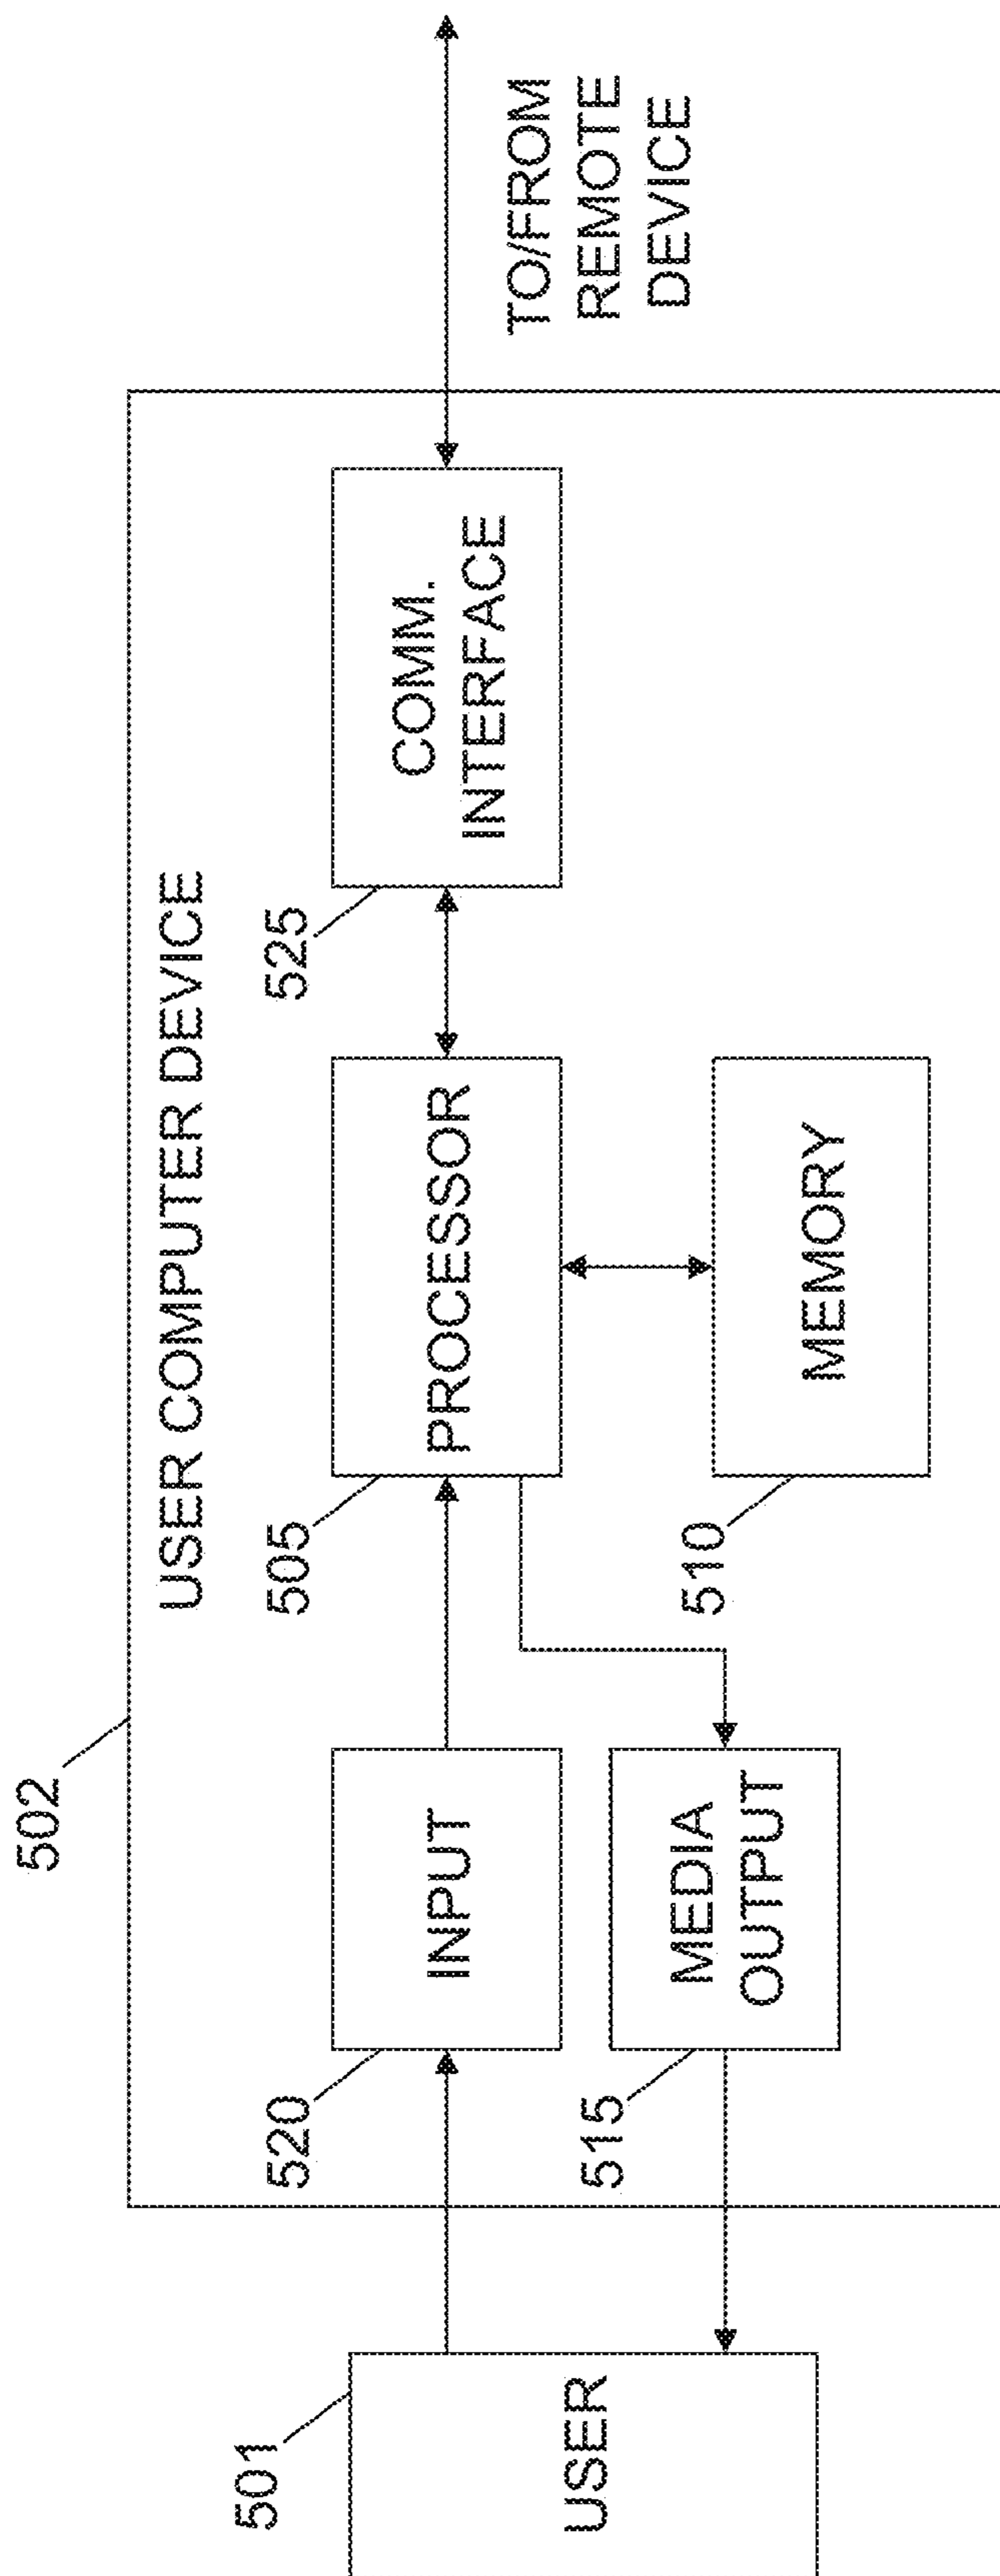 502
USER COMPUTER DEVICE
501
USER
520
INPUT
515
MEDIA
OUTPUT
505
PROCESSOR
510
MEMORY
525
COMM.
INTERFACE
TO/FROM
REMOTE
DEVICE